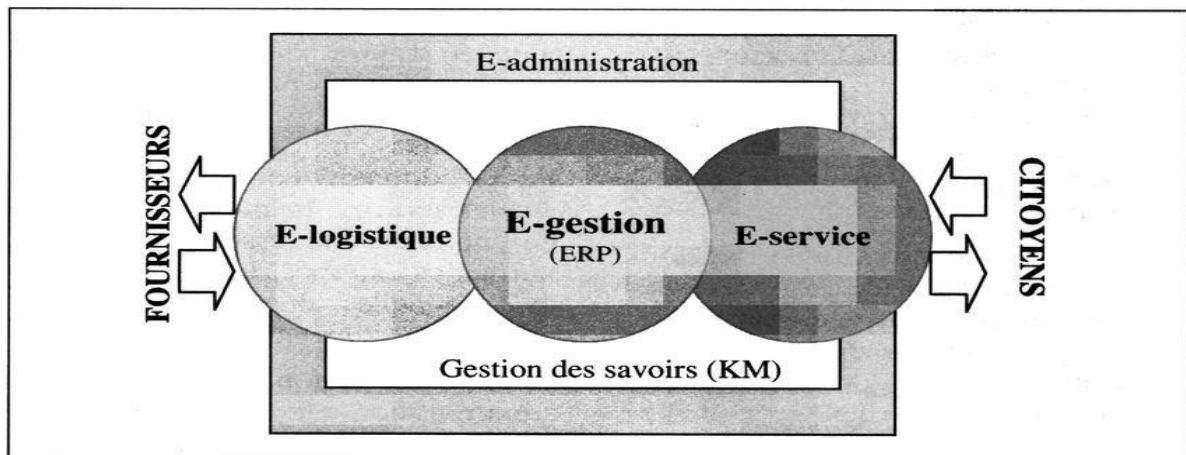 E-administration
FOURNISSEURS
E-logistique
E-gestion
(ERP)
E-service
CITOYENS
Gestion des savoirs (KM)